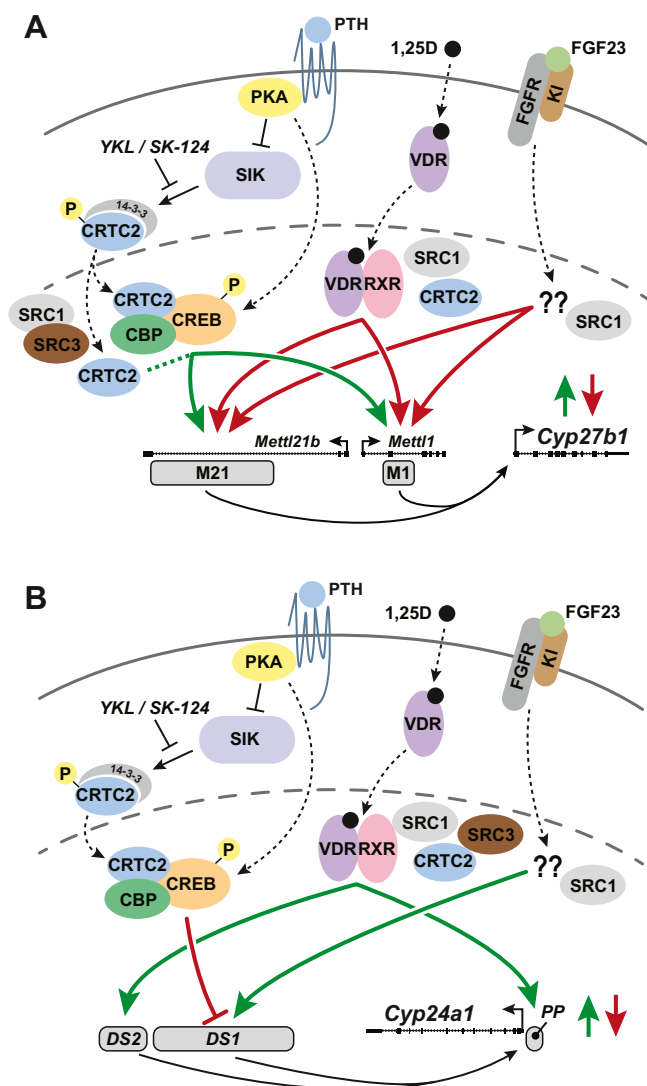 A
PTH
1,25D
FGF23
PKA
FGFR
Kl
YKL / SK-124
SIK
VDR
P
14-3-3
CRTC2
P
CRTC2
CREB
CBP
SRC1
SRC3
CRTC2
VDR RXR
SRC1
CRTC2
??
SRC1
Mettl21b
Mettl1
Cyp27b1
M21
M1
B
PTH
1,25D
FGF23
PKA
FGFR
Kl
YKL / SK-124
SIK
VDR
P
14-3-3
CRTC2
P
CRTC2
CREB
CBP
VDR RXR
SRC1
SRC3
CRTC2
??
SRC1
Cyp24a1
PP
DS2
DS1